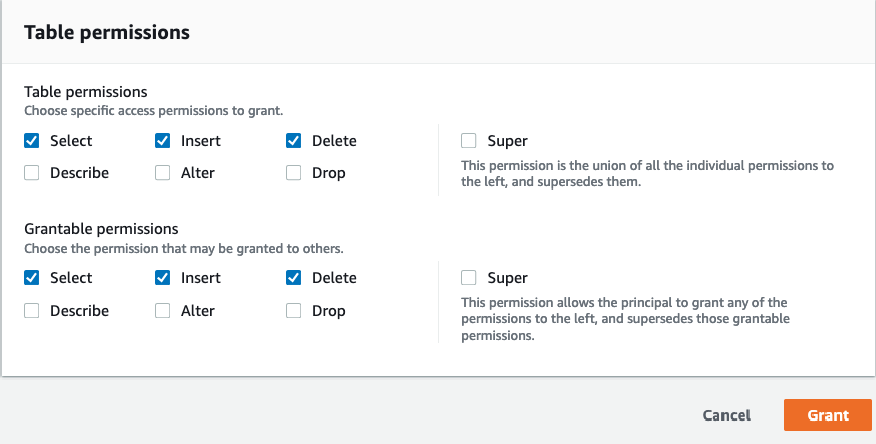 Table permissions
Table permissions
Choose specific access permissions to grant.
Select Insert Delete Super
Describe Alter Drop
This permission is the union of all the individual permissions to
the left, and supersedes them.
Grantable permissions
Choose the permission that may be granted to others.
Select Insert Delete Super
Describe Alter Drop
This permission allows the principal to grant any of the
permissions to the left, and supersedes those grantable
permissions.
Cancel Grant